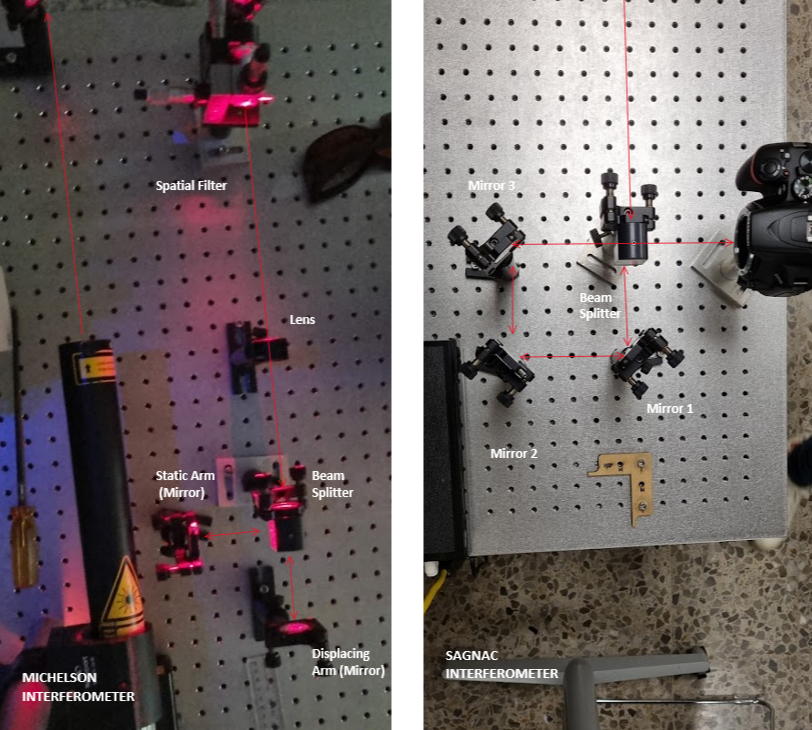 Spatial Filter
Lens
Static Arm
(Mirror)
Beam
Splitter
Displacing
Arm (Mirror)
MICHELSON
INTERFEROMETER
Mirror 3
Beam
Splitter
Mirror 1
Mirror 2
SAGNAC
INTERFEROMETER